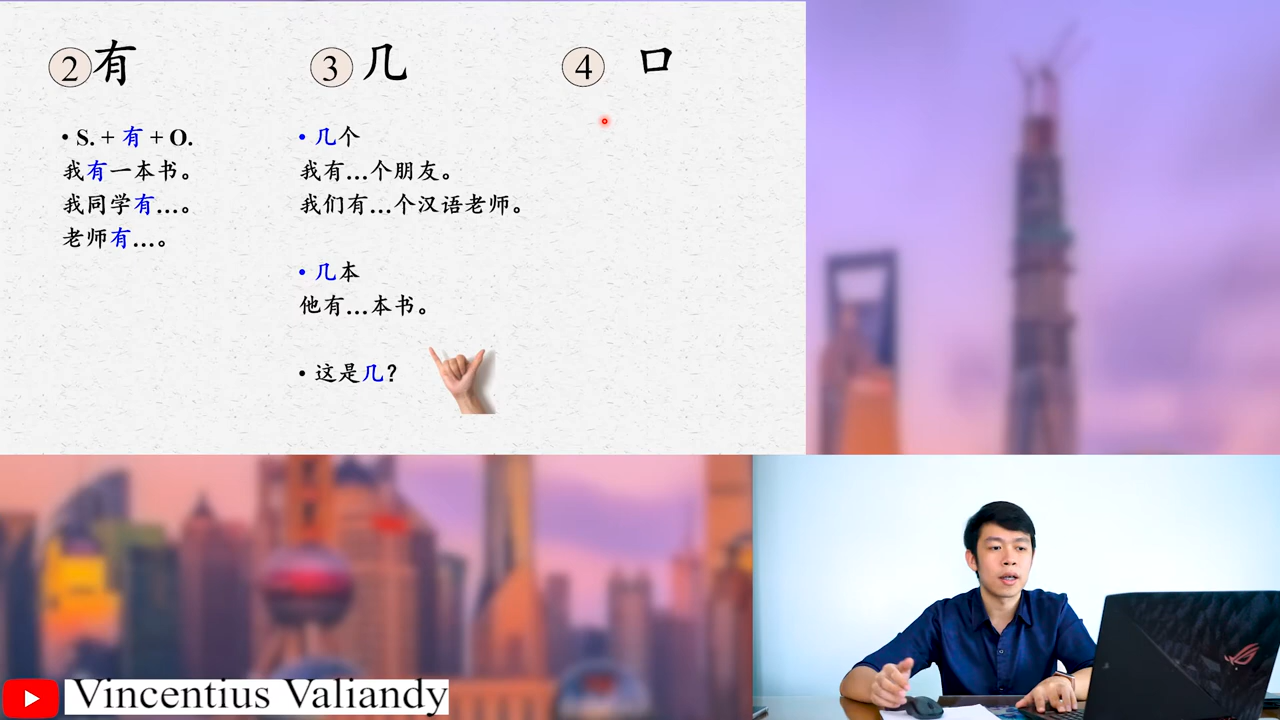 ② 有
• S. + 有 + O.
我有一本书。
我同学有…。
老师有…。
③ 几
• 几个
我有…个朋友。
我们有…个汉语老师。
• 几本
他有…本书。
• 这是几?
④ 口
Vincentius Valiandy